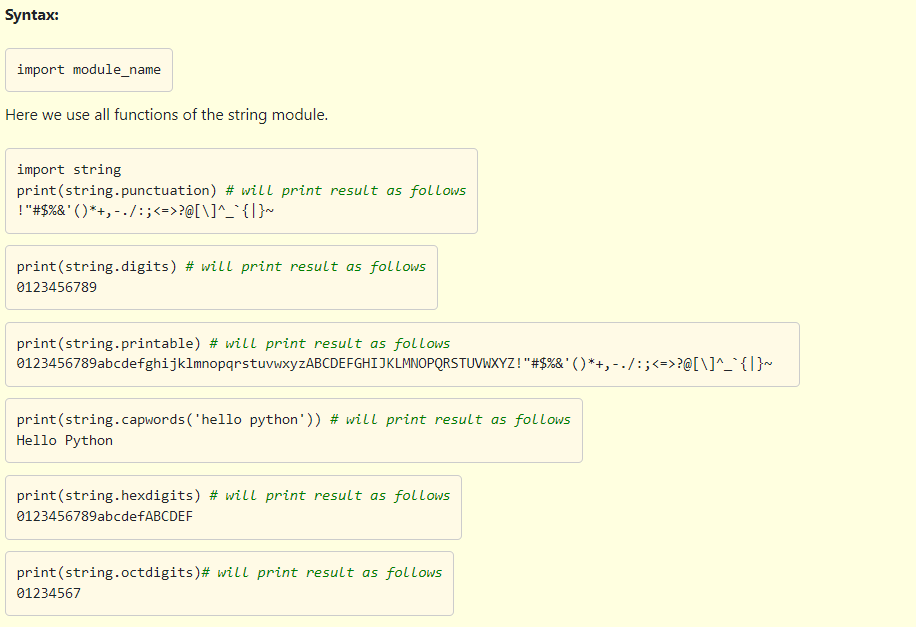 Syntax:
import module_name
Here we use all functions of the string module.
import string
print(string.punctuation) # will print result as follows
!"#$%&'()*+,-./:;<=>?@[\]^_`{|}~
print(string.digits) # will print result as follows
0123456789
print(string.printable) # will print result as follows
0123456789abcdefghijklmnopqrstuvwxyzABCDEFGHIJKLMNOPQRSTUVWXYZ!"#$%&'()*+,-./:;<=>?@[\]^_`{|}~
print(string.capwords('hello python')) # will print result as follows
Hello Python
print(string.hexdigits) # will print result as follows
0123456789abcdefABCDEF
print(string.octdigits)# will print result as follows
01234567